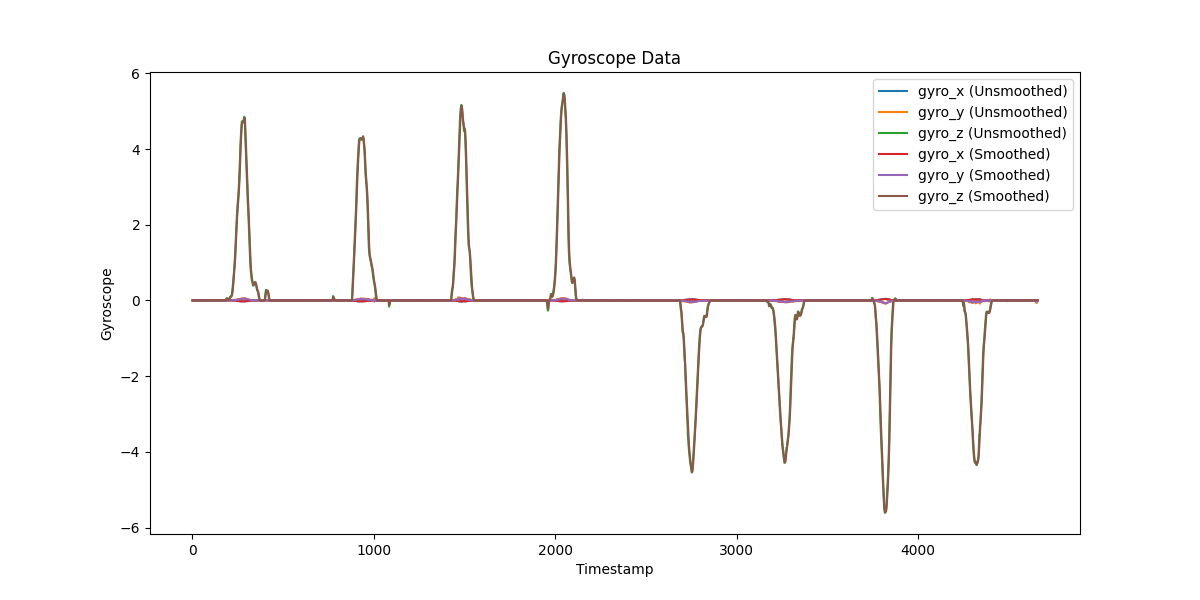 Gyroscope Data
6
4
2
0
−2
−4
−6
Gyroscope
gyro_x (Unsmoothed)
gyro_y (Unsmoothed)
gyro_z (Unsmoothed)
gyro_x (Smoothed)
gyro_y (Smoothed)
gyro_z (Smoothed)
0 1000 2000 3000 4000
Timestamp